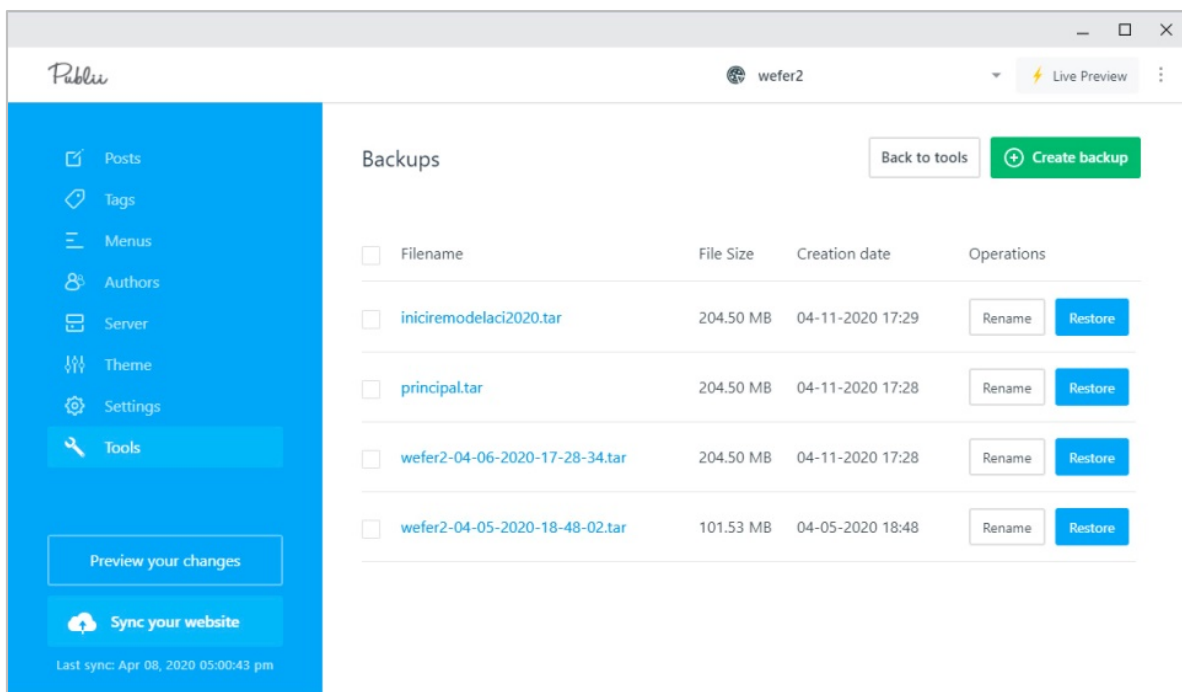 Publii
wefer2
Live Preview
Posts
Tags
Menus
Authors
Server
Theme
Settings
Tools
Preview your changes
Sync your website
Last sync: Apr 08, 2020 05:00:43 pm
Backups
Back to tools
Create backup
Filename File Size Creation date Operations
iniciremodelaci2020.tar 204.50 MB 04-11-2020 17:29 Rename Restore
principal.tar 204.50 MB 04-11-2020 17:28 Rename Restore
wefer2-04-06-2020-17-28-34.tar 204.50 MB 04-11-2020 17:28 Rename Restore
wefer2-04-05-2020-18-48-02.tar 101.53 MB 04-05-2020 18:48 Rename Restore